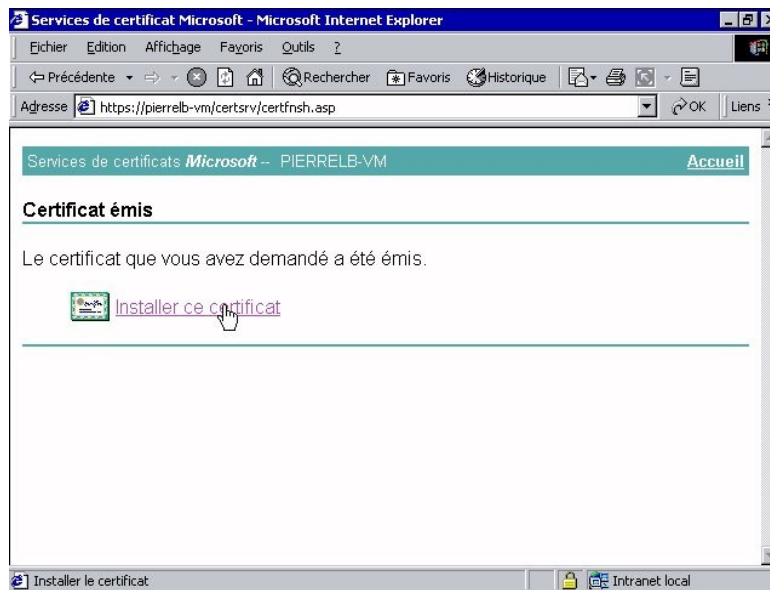 Services de certificat Microsoft - Microsoft Internet Explorer
Fichier Edition Affichage Favoris Outils ?
Précédente Rechercher Favoris Historique
Adresse https://pierrelb-vm/certsrv/certfnsh.asp OK Liens
Services de certificats Microsoft -- PIERRELB-VM Accueil
Certificat émis
Le certificat que vous avez demandé a été émis.
Installer ce certificat
Installer le certificat Intranet local